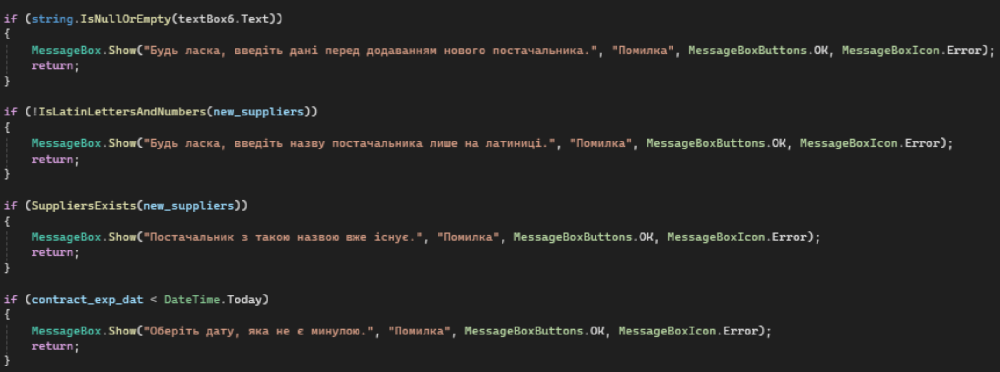 if (string.IsNullOrEmpty(textBox6.Text))
{
MessageBox.Show("Будь ласка, введіть дані перед додаванням нового постачальника.", "Помилка", MessageBoxButtons.OK, MessageBoxIcon.Error);
return;
}
if (!IsLatinLettersAndNumbers(new_suppliers))
{
MessageBox.Show("Будь ласка, введіть назву постачальника лише на латиниці.", "Помилка", MessageBoxButtons.OK, MessageBoxIcon.Error);
return;
}
if (SuppliersExists(new_suppliers))
{
MessageBox.Show("Постачальник з такою назвою вже існує.", "Помилка", MessageBoxButtons.OK, MessageBoxIcon.Error);
return;
}
if (contract_exp_dat < DateTime.Today)
{
MessageBox.Show("Оберіть дату, яка не є минулою.", "Помилка", MessageBoxButtons.OK, MessageBoxIcon.Error);
return;
}